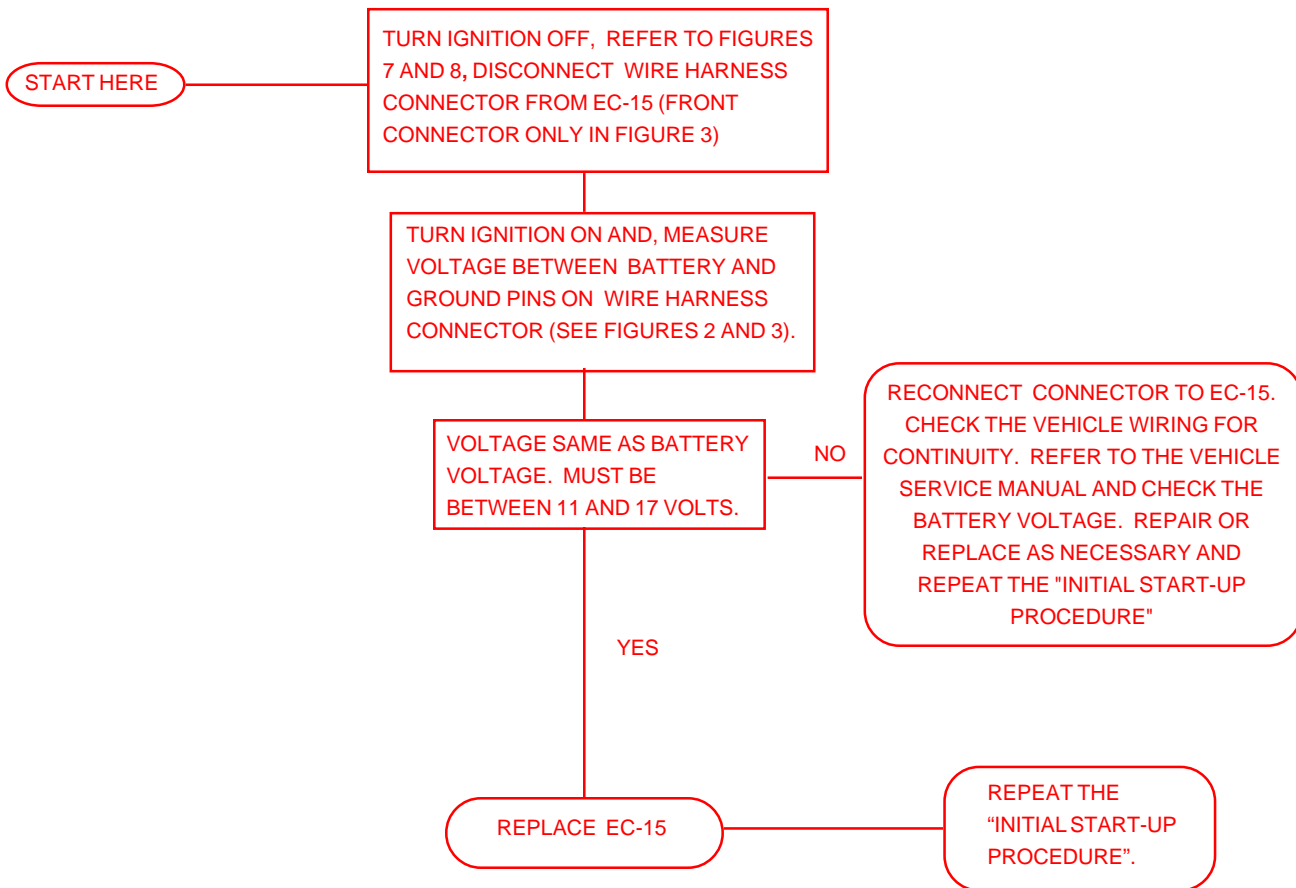 START HERE
TURN IGNITION OFF, REFER TO FIGURES
7 AND 8, DISCONNECT WIRE HARNESS
CONNECTOR FROM EC-15 (FRONT
CONNECTOR ONLY IN FIGURE 3)
TURN IGNITION ON AND, MEASURE
VOLTAGE BETWEEN BATTERY AND
GROUND PINS ON WIRE HARNESS
CONNECTOR (SEE FIGURES 2 AND 3).
VOLTAGE SAME AS BATTERY
VOLTAGE. MUST BE
BETWEEN 11 AND 17 VOLTS.
NO
RECONNECT CONNECTOR TO EC-15.
CHECK THE VEHICLE WIRING FOR
CONTINUITY. REFER TO THE VEHICLE
SERVICE MANUAL AND CHECK THE
BATTERY VOLTAGE. REPAIR OR
REPLACE AS NECESSARY AND
REPEAT THE "INITIAL START-UP
PROCEDURE"
YES
REPLACE EC-15
REPEAT THE
“INITIAL START-UP
PROCEDURE”.